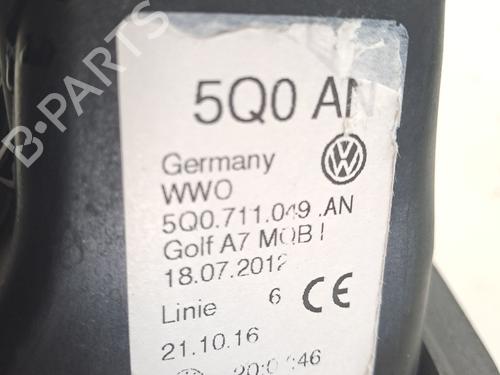 5Q0 AN
Germany
WWO
5Q0.711.049 .AN
Golf A7 MQB I
18.07.2012
Linie 6 CE
21.10.16
B-PARTS